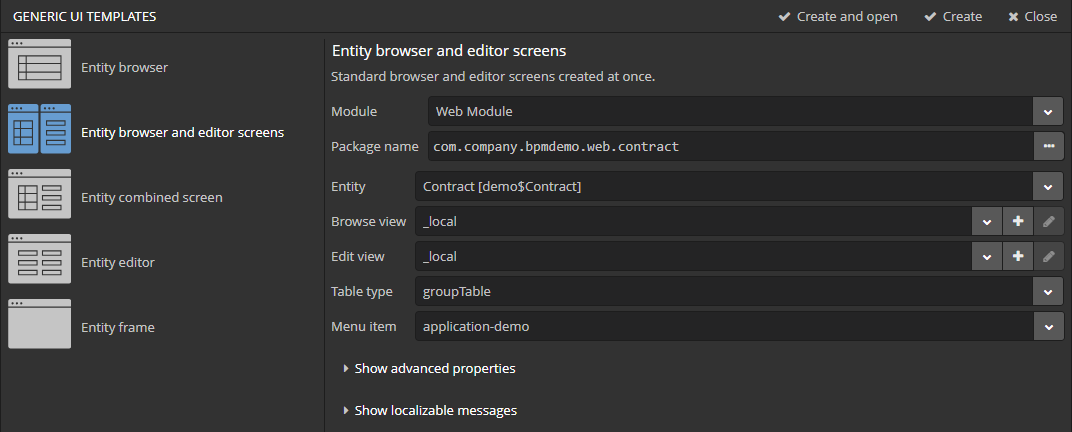 GENERIC UI TEMPLATES
Create and open
Create
Close
Entity browser
Entity browser and editor screens
Entity combined screen
Entity editor
Entity frame
Entity browser and editor screens
Standard browser and editor screens created at once.
Module Web Module
Package name com.company.bpmdemo.web.contract
Entity Contract [demo$Contract]
Browse view _local
Edit view _local
Table type groupTable
Menu item application-demo
Show advanced properties
Show localizable messages